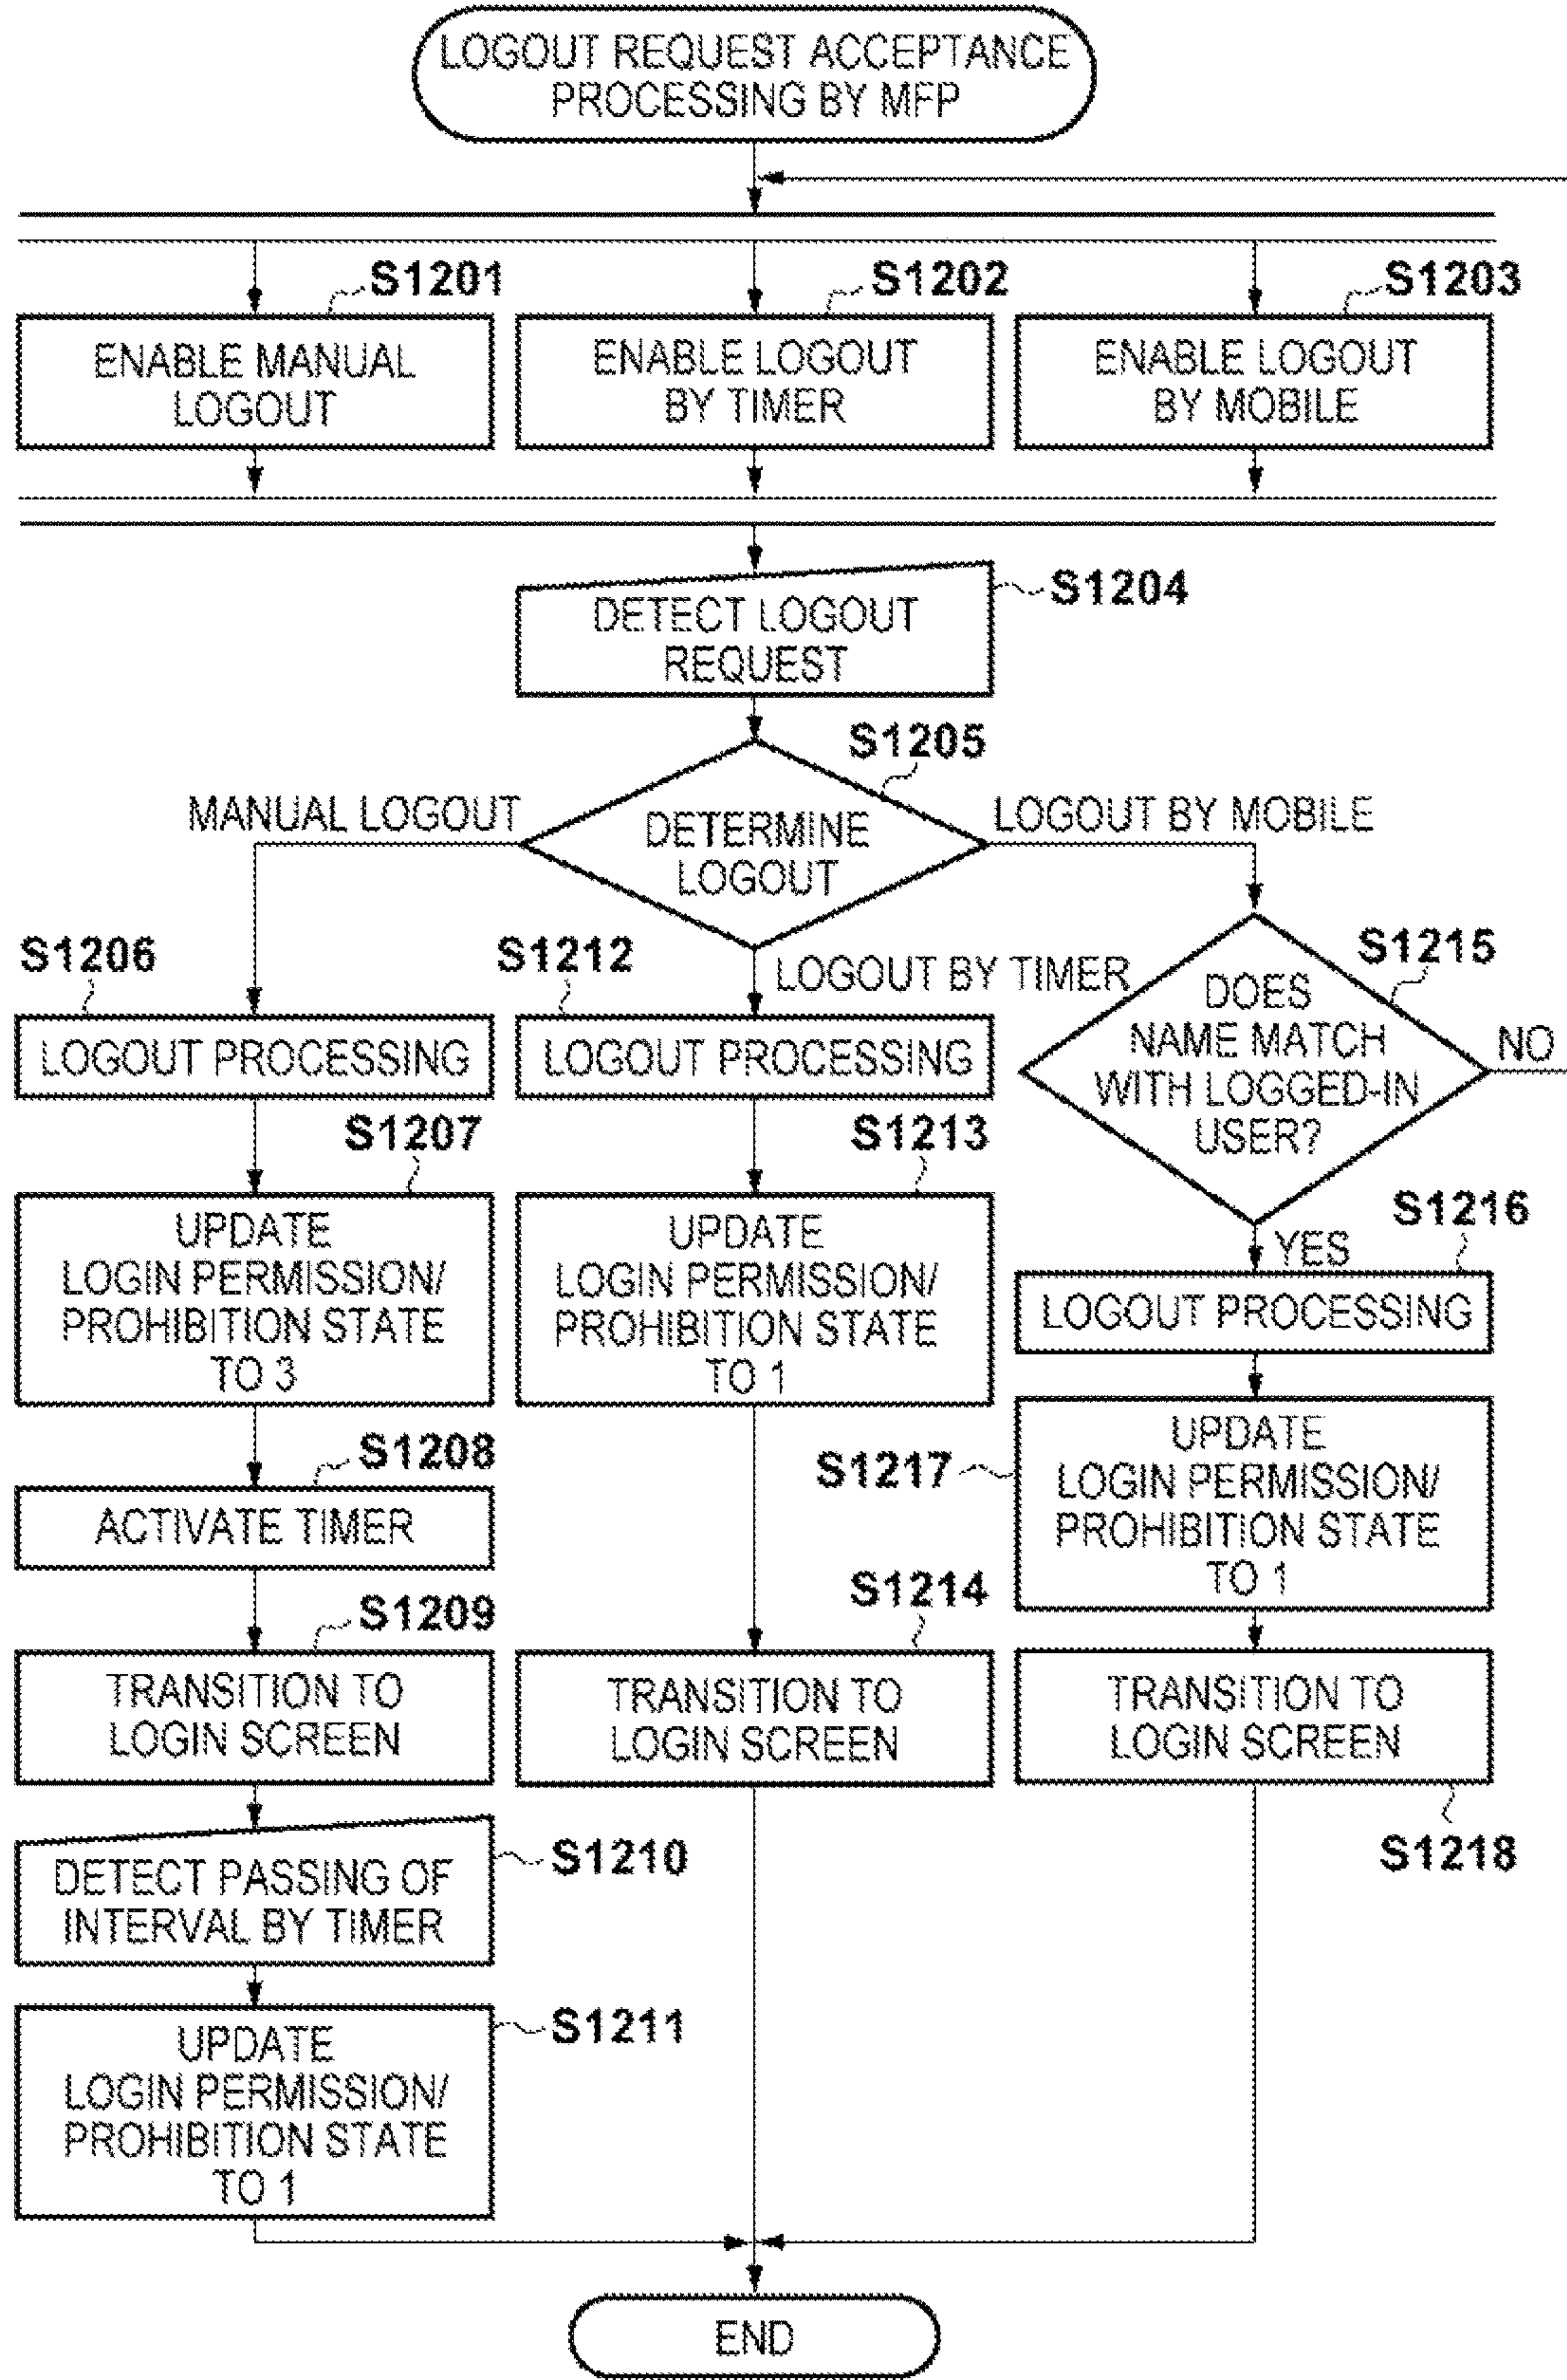 LOGOUT REQUEST ACCEPTANCE
PROCESSING BY MFP
S1201
S1202
S1203
ENABLE MANUAL
LOGOUT
ENABLE LOGOUT
BY TIMER
ENABLE LOGOUT
BY MOBILE
S1204
DETECT LOGOUT
REQUEST
S1205
MANUAL LOGOUT
DETERMINE
LOGOUT
LOGOUT BY MOBILE
LOGOUT BY TIMER
S1206
LOGOUT PROCESSING
S1207
UPDATE
LOGIN PERMISSION/
PROHIBITION STATE
TO 3
S1208
ACTIVATE TIMER
S1209
TRANSITION TO
LOGIN SCREEN
S1210
DETECT PASSING OF
INTERVAL BY TIMER
S1211
UPDATE
LOGIN PERMISSION/
PROHIBITION STATE
TO 1
S1212
LOGOUT PROCESSING
S1213
UPDATE
LOGIN PERMISSION/
PROHIBITION STATE
TO 1
S1214
TRANSITION TO
LOGIN SCREEN
S1215
DOES
NAME MATCH
WITH LOGGED-IN
USER?
NO
YES
S1216
LOGOUT PROCESSING
S1217
UPDATE
LOGIN PERMISSION/
PROHIBITION STATE
TO 1
TRANSITION TO
LOGIN SCREEN
S1218
END